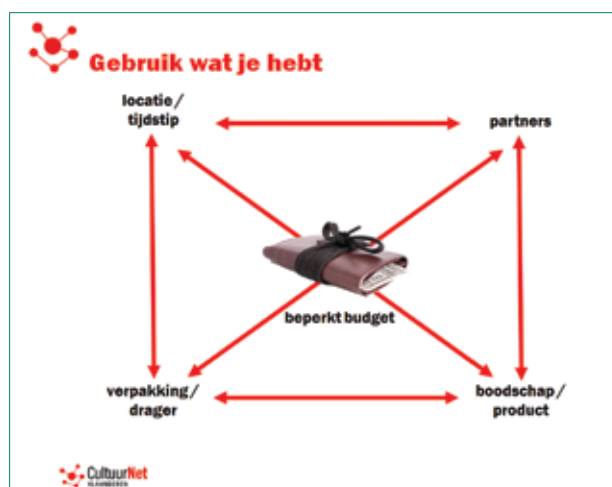 Gebruik wat je hebt
locatie/
tijdstip
partners
beperkt budget
verpakking/
drager
boodschap/
product
CultuurNet
VLAANDEREN